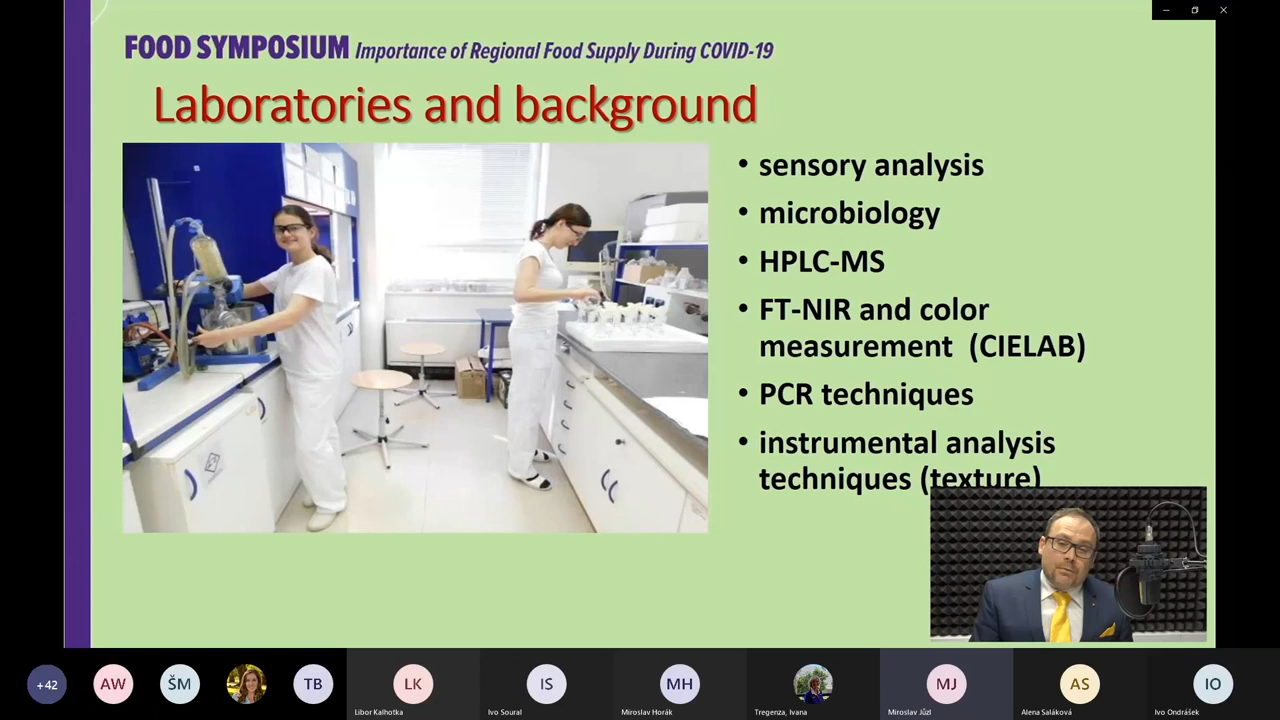 FOOD SYMPOSIUM Importance of Regional Food Supply During COVID-19
Laboratories and background
• sensory analysis
• microbiology
• HPLC-MS
• FT-NIR and color
measurement (CIELAB)
• PCR techniques
• instrumental analysis
techniques (texture)
+42
AW
ŠM
TB
LK
IS
MH
MJ
AS
IO
Libor Kalhotka
Ivo Soural
Miroslav Horák
Tregenza, Ivana
Miroslav Jůzl
Alena Saláková
Ivo Ondrášek